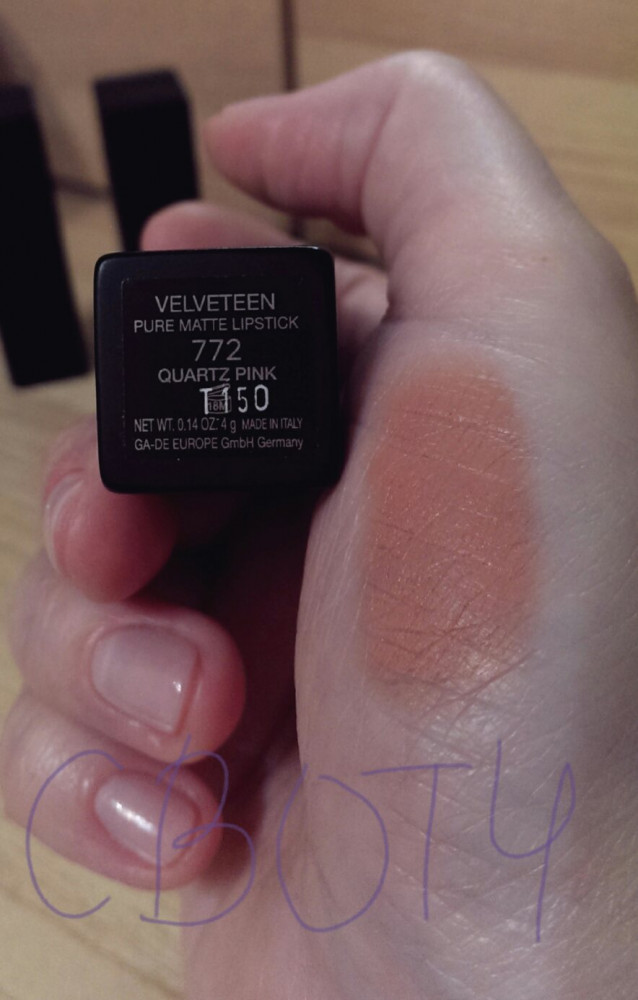 VELVETEEN
PURE MATTE LIPSTICK
772
QUARTZ PINK
18M
T150
NET WT. 0.14 OZ. 4 g MADE IN ITALY
GA-DE EUROPE GmbH Germany
СВОТЧ